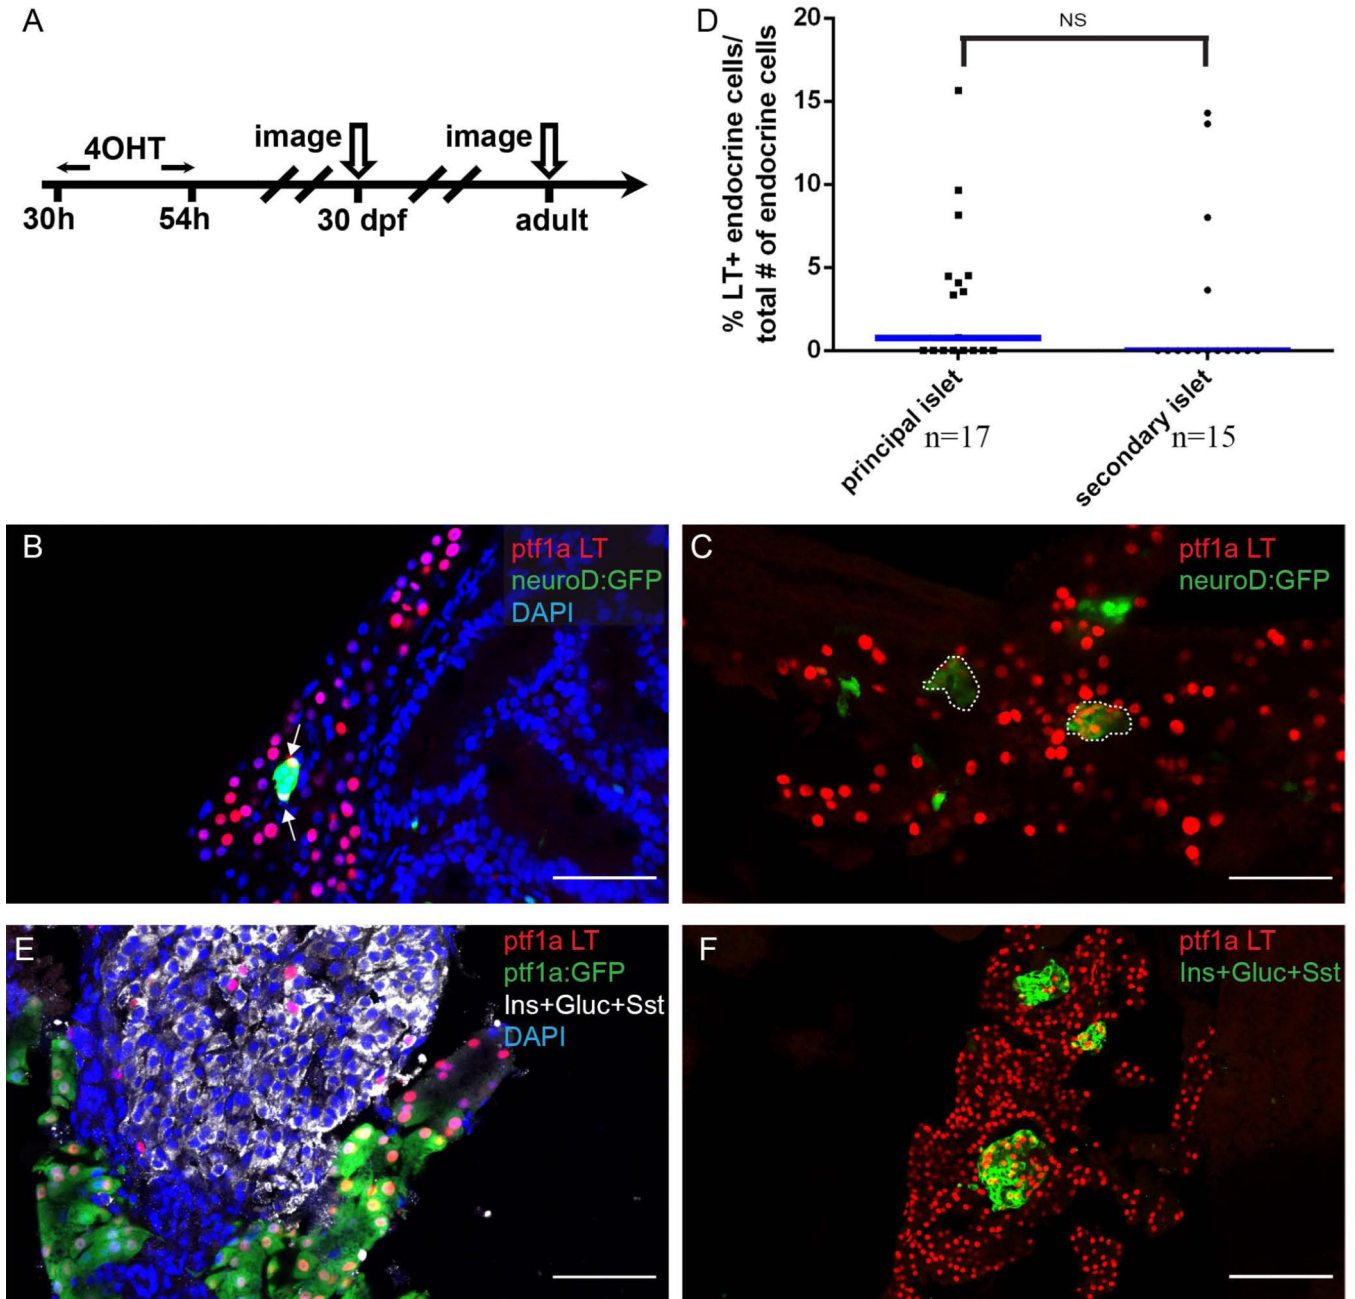 A
4OHT
image
image
30h
54h
30 dpf
adult
D
NS
% LT+ endocrine cells/
total # of endocrine cells
20
15
10
5
0
principal islet
n=17
secondary islet
n=15
B
ptf1a LT
neuroD:GFP
DAPI
C
ptf1a LT
neuroD:GFP
E
ptf1a LT
ptf1a:GFP
Ins+Gluc+Sst
DAPI
F
ptf1a LT
Ins+Gluc+Sst